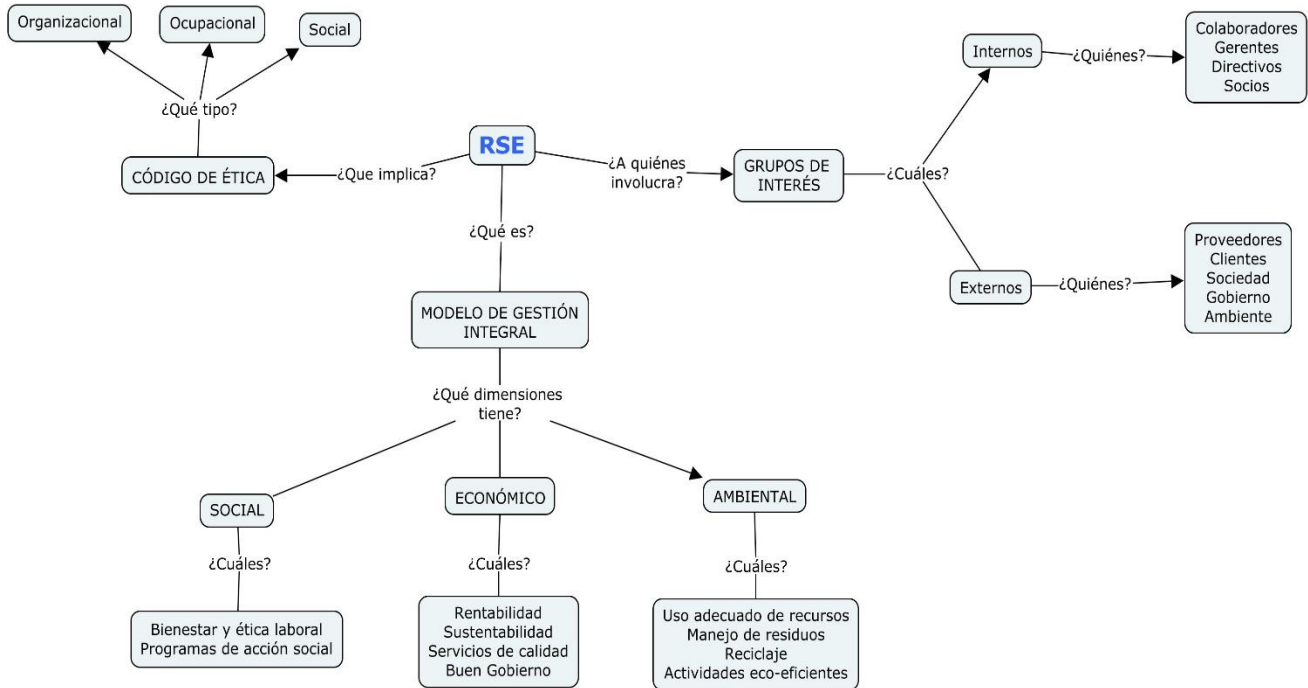 Organizacional
Ocupacional
Social
¿Qué tipo?
CÓDIGO DE ÉTICA
¿Que implica?
RSE
¿A quiénes
involucra?
GRUPOS DE
INTERÉS
¿Cuáles?
Internos
¿Quiénes?
Colaboradores
Gerentes
Directivos
Socios
Externos
¿Quiénes?
Proveedores
Clientes
Sociedad
Gobierno
Ambiente
¿Qué es?
MODELO DE GESTIÓN
INTEGRAL
¿Qué dimensiones
tiene?
SOCIAL
¿Cuáles?
Bienestar y ética laboral
Programas de acción social
ECONÓMICO
¿Cuáles?
Rentabilidad
Sustentabilidad
Servicios de calidad
Buen Gobierno
AMBIENTAL
¿Cuáles?
Uso adecuado de recursos
Manejo de residuos
Reciclaje
Actividades eco-eficientes